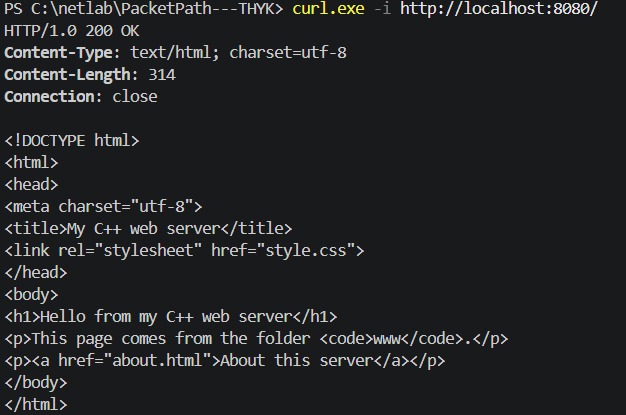 PS C:\netlab\PacketPath---THYK> curl.exe -i http://localhost:8080/
HTTP/1.0 200 OK
Content-Type: text/html; charset=utf-8
Content-Length: 314
Connection: close

<!DOCTYPE html>
<html>
<head>
<meta charset="utf-8">
<title>My C++ web server</title>
<link rel="stylesheet" href="style.css">
</head>
<body>
<h1>Hello from my C++ web server</h1>
<p>This page comes from the folder <code>www</code>.</p>
<p><a href="about.html">About this server</a></p>
</body>
</html>